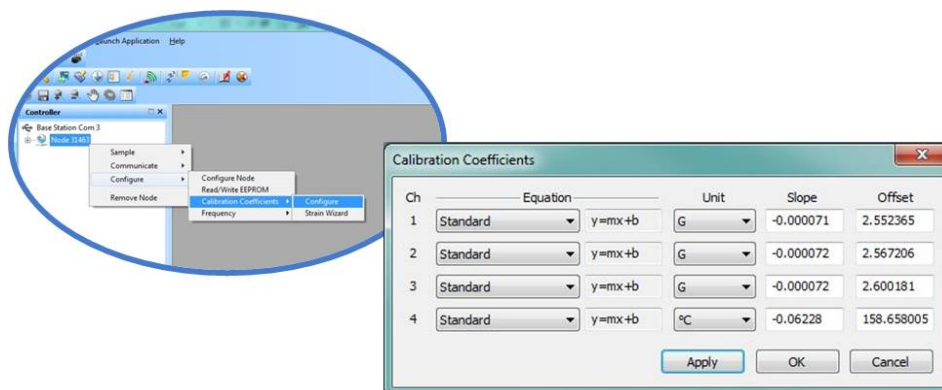 Launch Application Help
Controller
Base Station Com 3
Node 31463
Sample
Communicate
Configure
Remove Node
Configure Node
Read/Write EEPROM
Calibration Coefficients
Frequency
Configure
Strain Wizard
Calibration Coefficients
Ch Equation Unit Slope Offset
1 Standard y=mx+b G -0.000071 2.552365
2 Standard y=mx+b G -0.000072 2.567206
3 Standard y=mx+b G -0.000072 2.600181
4 Standard y=mx+b °C -0.06228 158.658005
Apply OK Cancel